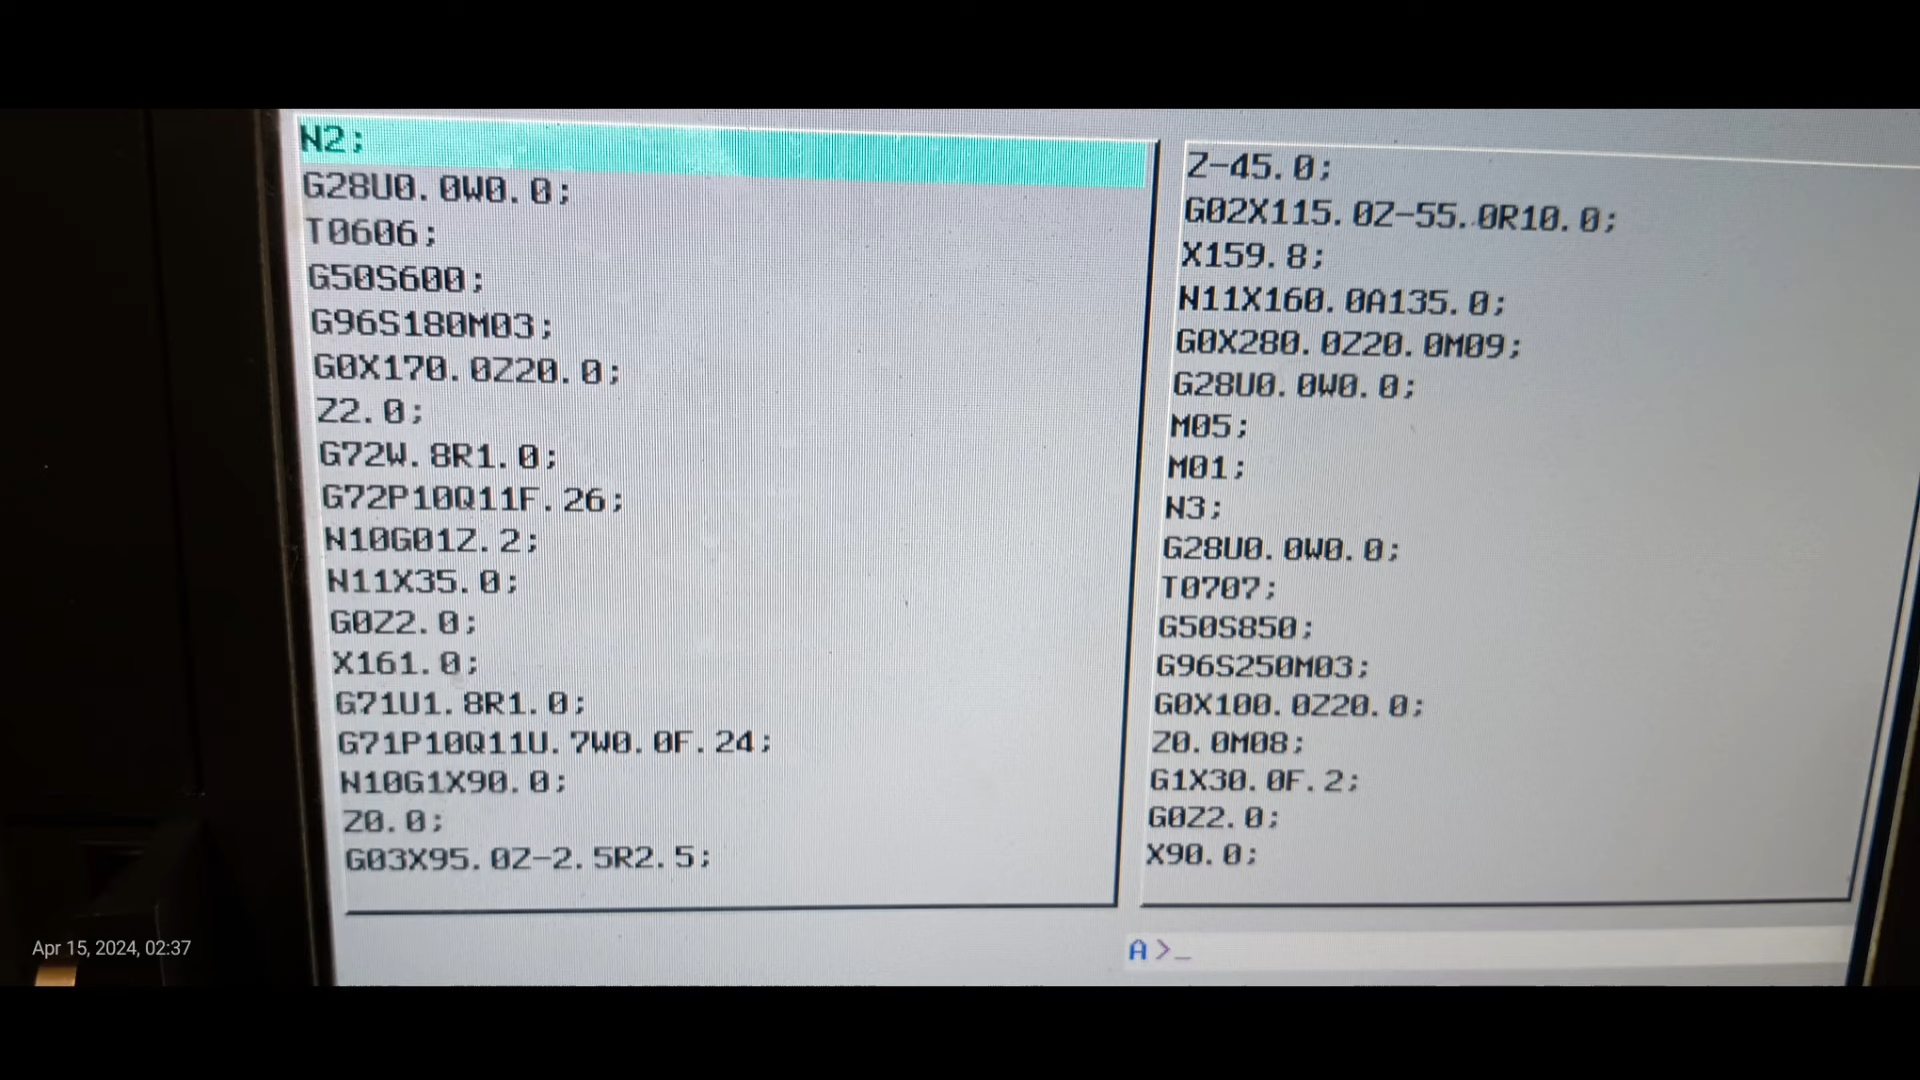 N2;
G28U0.0W0.0;
T0606;
G50S600;
G96S180M03;
G0X170.0Z20.0;
Z2.0;
G72W.8R1.0;
G72P10Q11F.26;
N10G01Z.2;
N11X35.0;
G0Z2.0;
X161.0;
G71U1.8R1.0;
G71P10Q11U.7W0.0F.24;
N10G1X90.0;
Z0.0;
G03X95.0Z-2.5R2.5;
Z-45.0;
G02X115.0Z-55.0R10.0;
X159.8;
N11X160.0A135.0;
G0X280.0Z20.0M09;
G28U0.0W0.0;
M05;
M01;
N3;
G28U0.0W0.0;
T0707;
G50S850;
G96S250M03;
G0X100.0Z20.0;
Z0.0M08;
G1X30.0F.2;
G0Z2.0;
X90.0;
A>_
Apr 15, 2024, 02:37